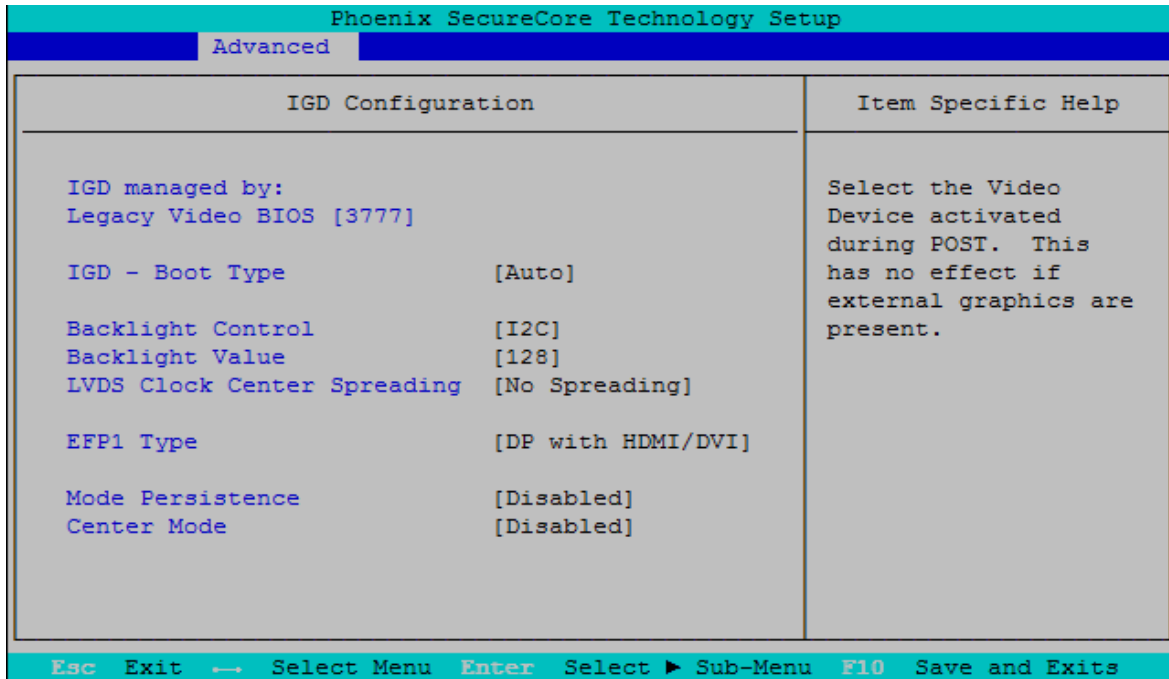 Phoenix SecureCore Technology Setup
Advanced
IGD Configuration
IGD managed by:
Legacy Video BIOS [3777]
IGD - Boot Type [Auto]
Backlight Control [I2C]
Backlight Value [128]
LVDS Clock Center Spreading [No Spreading]
EFP1 Type [DP with HDMI/DVI]
Mode Persistence [Disabled]
Center Mode [Disabled]
Item Specific Help
Select the Video
Device activated
during POST. This
has no effect if
external graphics are
present.
Esc Exit ↔ Select Menu Enter Select ► Sub-Menu F10 Save and Exits